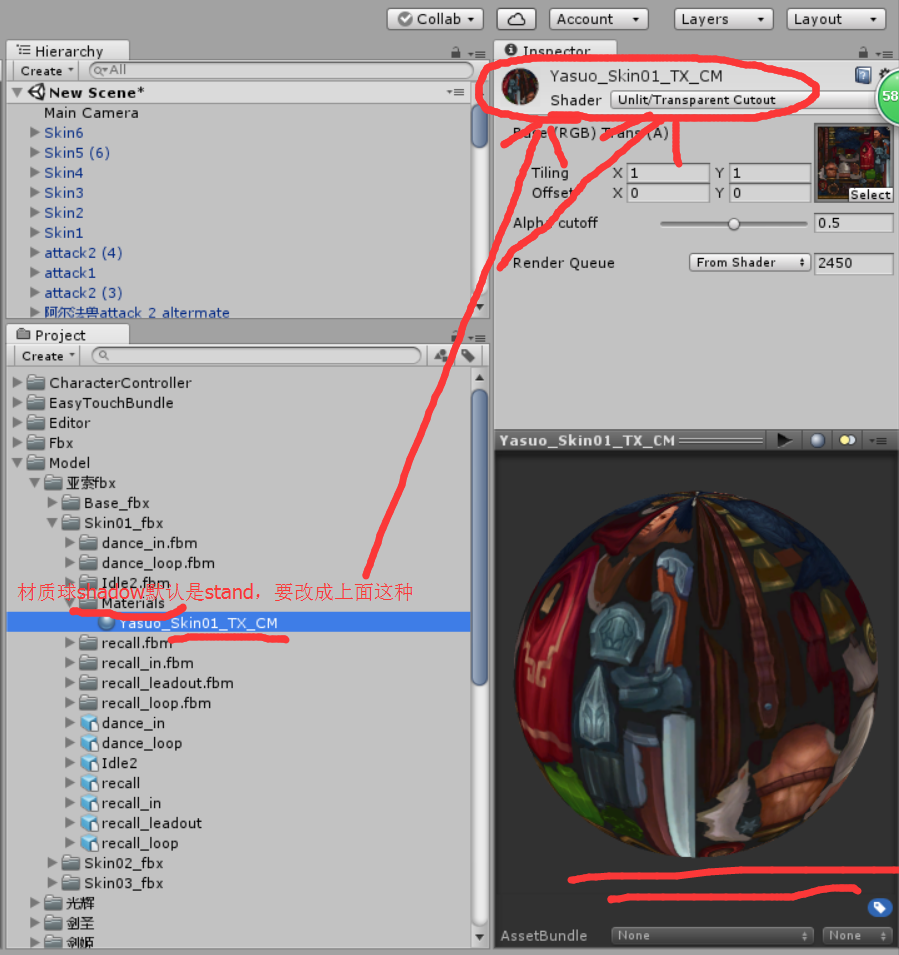 Collab
Account
Layers
Layout
Hierarchy
Create
All
New Scene*
Main Camera
Skin6
Skin5 (6)
Skin4
Skin3
Skin2
Skin1
attack2 (4)
attack1
attack2 (3)
阿尔法兽attack 2 altermate
Project
Create
CharacterController
EasyTouchBundle
Editor
Fbx
Model
亚索fbx
Base_fbx
Skin01_fbx
dance_in.fbm
dance_loop.fbm
Idle2.fbm
材质球shadow默认是stand，要改成上面这种
Materials
Yasuo_Skin01_TX_CM
recall.fbm
recall_in.fbm
recall_leadout.fbm
recall_loop.fbm
dance_in
dance_loop
Idle2
recall
recall_in
recall_leadout
recall_loop
Skin02_fbx
Skin03_fbx
光辉
剑圣
剑姬
Inspector
Yasuo_Skin01_TX_CM
Shader Unlit/Transparent Cutout
58
Base (RGB) Trans (A)
Tiling X 1 Y 1
Offset X 0 Y 0
Select
Alpha cutoff 0.5
Render Queue From Shader 2450
Yasuo_Skin01_TX_CM
AssetBundle None None